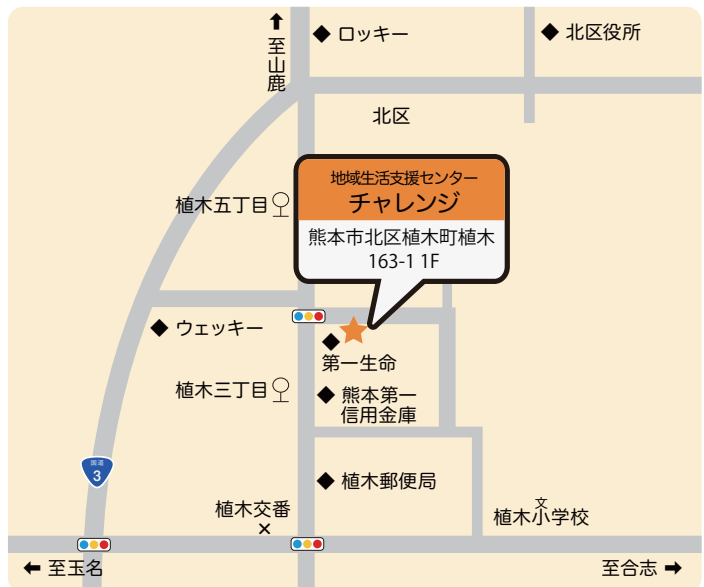 至山鹿
ロッキー
北区役所
北区
地域生活支援センター
チャレンジ
熊本市北区植木町植木
163-1 1F
植木五丁目
ウェッキー
第一生命
植木三丁目
熊本第一
信用金庫
国道
3
植木郵便局
植木交番
文
植木小学校
至玉名
至合志